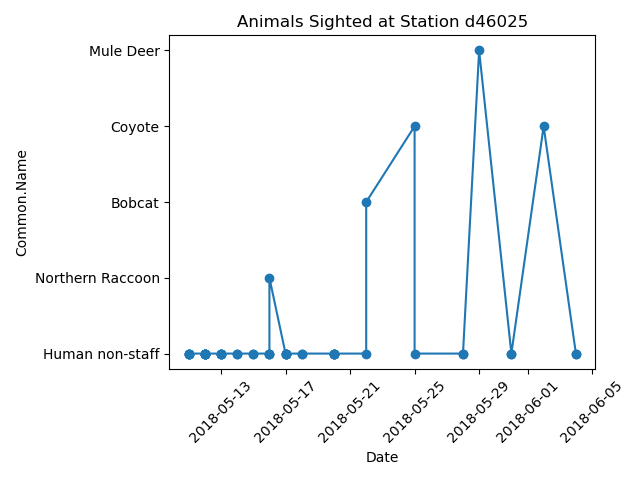 Animals Sighted at Station d46025
Common.Name
Mule Deer
Coyote
Bobcat
Northern Raccoon
Human non-staff
2018-05-13
2018-05-17
2018-05-21
2018-05-25
2018-05-29
2018-06-01
2018-06-05
Date